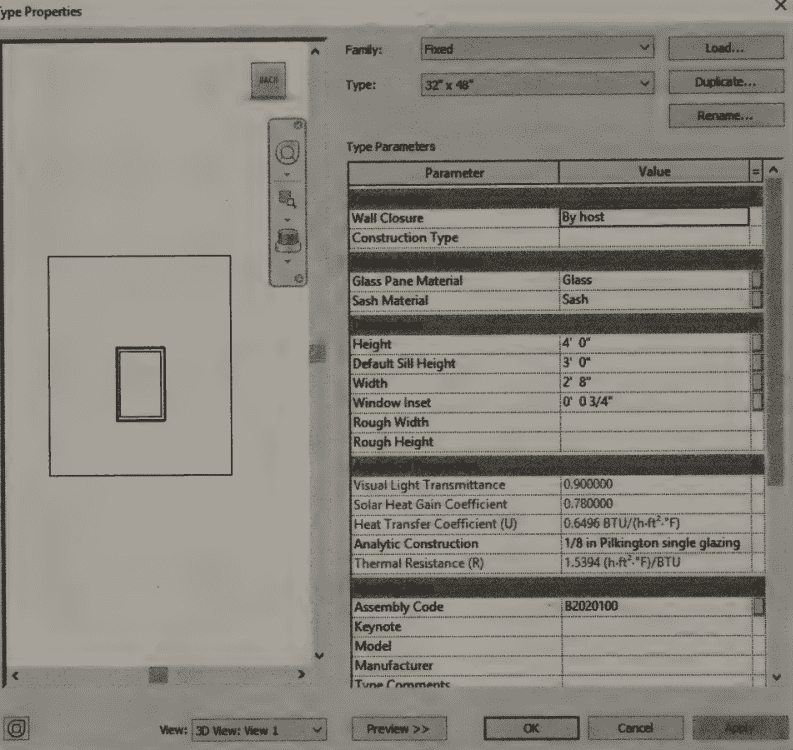 Type Properties
BACK
Family: Fixed Load...
Type: 32" x 48" Duplicate...
Rename...
Type Parameters
Parameter Value =
Wall Closure By host
Construction Type
Glass Pane Material Glass
Sash Material Sash
Height 4' 0"
Default Sill Height 3' 0"
Width 2' 8"
Window Inset 0' 0 3/4"
Rough Width
Rough Height
Visual Light Transmittance 0.900000
Solar Heat Gain Coefficient 0.780000
Heat Transfer Coefficient (U) 0.6496 BTU/(h·ft²·°F)
Analytic Construction 1/8 in Pilkington single glazing
Thermal Resistance (R) 1.5394 (h·ft²·°F)/BTU
Assembly Code B2020100
Keynote
Model
Manufacturer
Type Comments
View: 3D View: View 1 Preview >> OK Cancel Apply